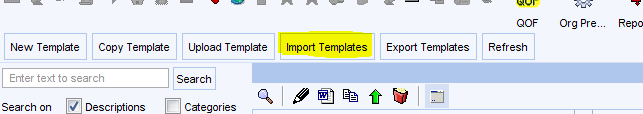 QOF
QOF Org Pre... Repo
New Template Copy Template Upload Template Import Templates Export Templates Refresh
Enter text to search Search
Search on Descriptions Categories